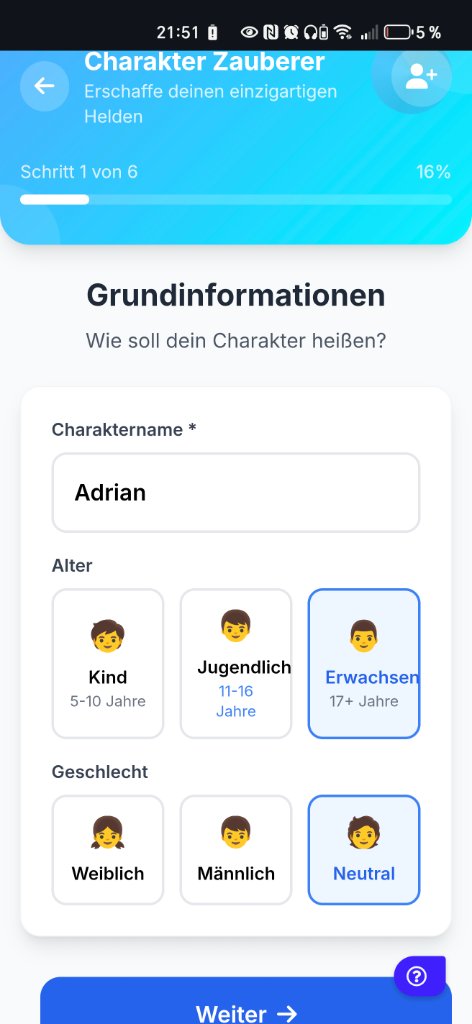 21:51 5 %
Charakter Zauberer
Erschaffe deinen einzigartigen
Helden
Schritt 1 von 6 16%
Grundinformationen
Wie soll dein Charakter heißen?
Charaktername *
Adrian
Alter
Kind
5-10 Jahre
Jugendlich
11-16
Jahre
Erwachsen
17+ Jahre
Geschlecht
Weiblich Männlich Neutral
Weiter →